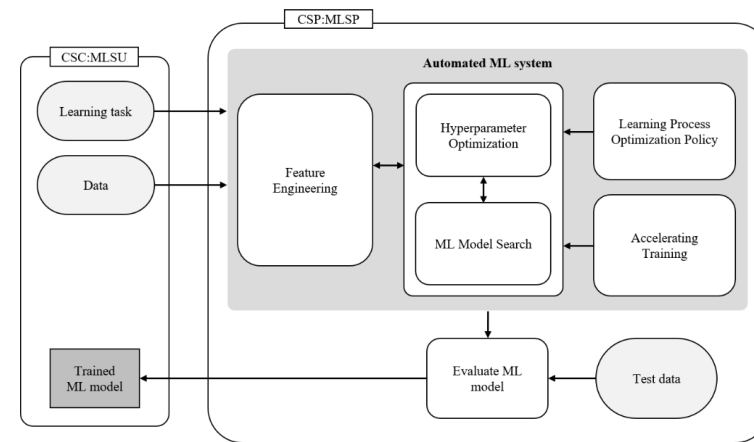 CSP:MLSP
CSC:MLSU
Automated ML system
Learning task
Data
Feature
Engineering
Hyperparameter
Optimization
ML Model Search
Learning Process
Optimization Policy
Accelerating
Training
Trained
ML model
Evaluate ML
model
Test data